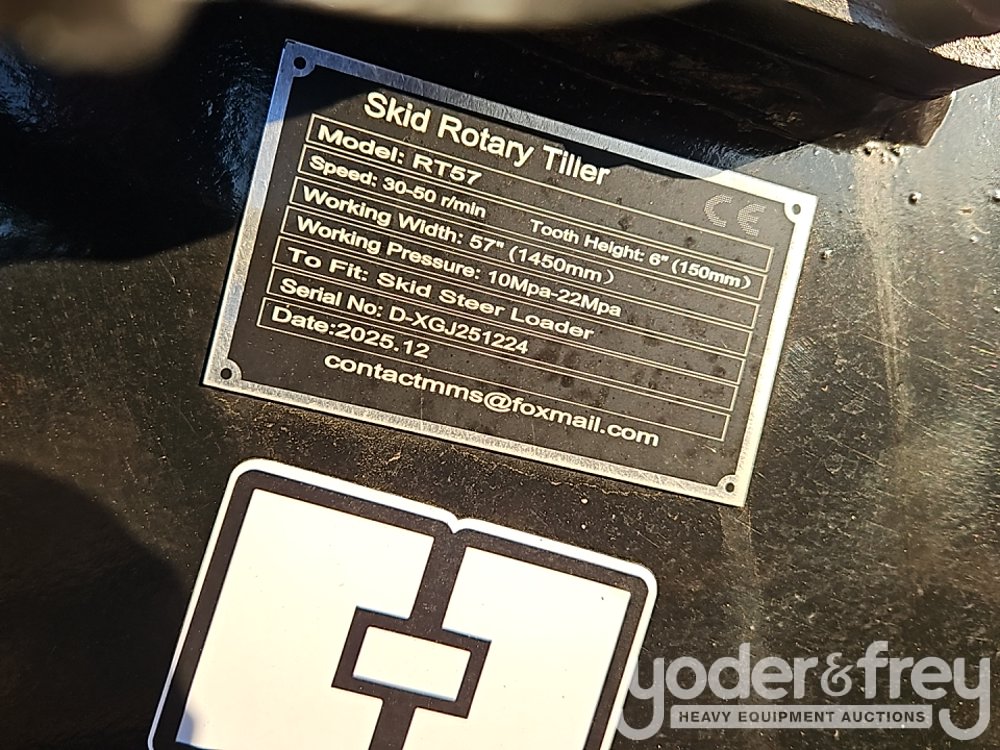 Skid Rotary Tiller
Model: RT57
CE
Speed: 30-50 r/min Tooth Height: 6" (150mm)
Working Width: 57" (1450mm)
Working Pressure: 10Mpa-22Mpa
To Fit: Skid Steer Loader
Serial No: D-XGJ251224
Date:2025.12
contactmms@foxmail.com
yoder&frey
HEAVY EQUIPMENT AUCTIONS